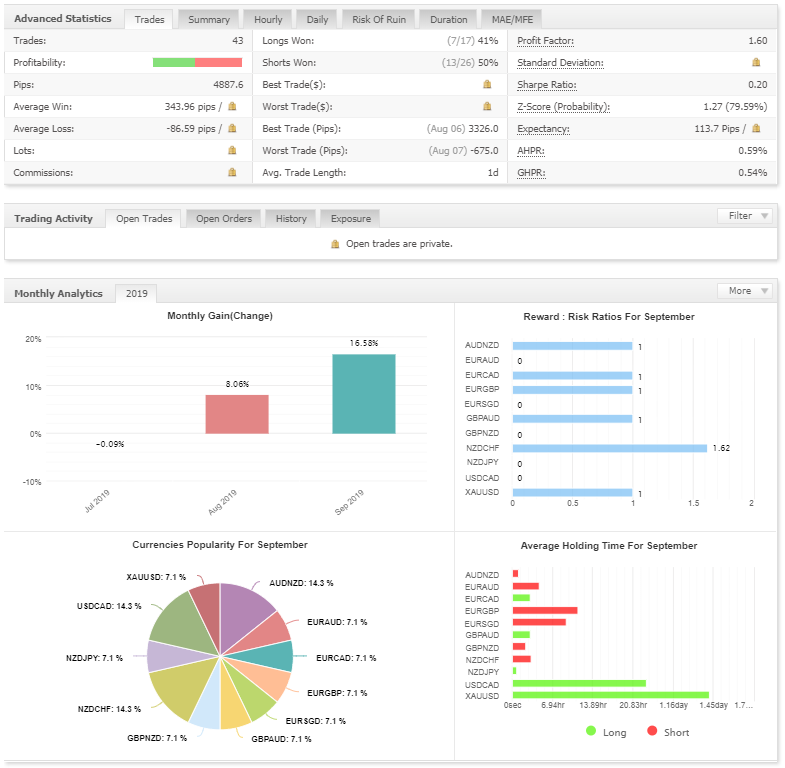 Advanced Statistics Trades Summary Hourly Daily Risk Of Ruin Duration MAE/MFE
Trades: 43 Longs Won: (7/17) 41% Profit Factor: 1.60
Profitability: Shorts Won: (13/26) 50% Standard Deviation:
Pips: 4887.6 Best Trade($): Sharpe Ratio: 0.20
Average Win: 343.96 pips / Worst Trade($): Z-Score (Probability): 1.27 (79.59%)
Average Loss: -86.59 pips / Best Trade (Pips): (Aug 06) 3326.0 Expectancy: 113.7 Pips /
Lots: Worst Trade (Pips): (Aug 07) -675.0 AHPR: 0.59%
Commissions: Avg. Trade Length: 1d GHPR: 0.54%
Trading Activity Open Trades Open Orders History Exposure Filter
Open trades are private.
Monthly Analytics 2019 More
Monthly Gain(Change)
20%
10%
0%
-10%
-0.09%
8.06%
16.58%
Jul 2019
Aug 2019
Sep 2019
Reward : Risk Ratios For September
AUDNZD 1
EURAUD 0
EURCAD 1
EURGBP 1
EURSGD 0
GBPAUD 1
GBPNZD 0
NZDCHF 1.62
NZDJPY 0
USDCAD 0
XAUUSD 1
0 0.5 1 1.5 2
Currencies Popularity For September
XAUUSD: 7.1 %
AUDNZD: 14.3 %
USDCAD: 14.3 %
EURAUD: 7.1 %
NZDJPY: 7.1 %
EURCAD: 7.1 %
EURGBP: 7.1 %
NZDCHF: 14.3 %
EURSGD: 7.1 %
GBPNZD: 7.1 %
GBPAUD: 7.1 %
Average Holding Time For September
AUDNZD
EURAUD
EURCAD
EURGBP
EURSGD
GBPAUD
GBPNZD
NZDCHF
NZDJPY
USDCAD
XAUUSD
0sec 6.94hr 13.89hr 20.83hr 1.16day 1.45day 1.7...
Long Short